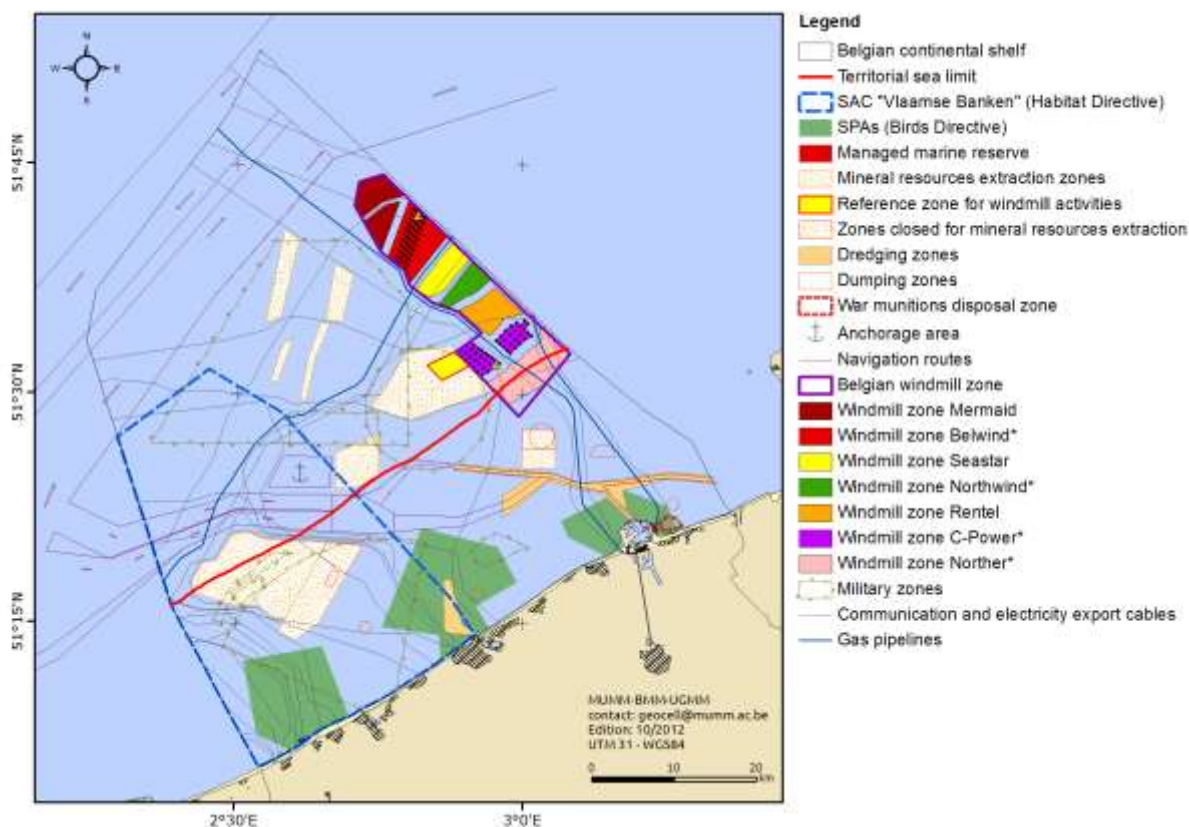 N
W
E
S
51°45'N
51°30'N
51°15'N
2°30'E
3°0'E
MUMM-BMM-UGMM
contact: geocell@mumm.ac.be
Edition: 10/2012
UTM 31 - WGS84
0 10 20
km
Legend
Belgian continental shelf
Territorial sea limit
SAC "Vlaamse Banken" (Habitat Directive)
SPAs (Birds Directive)
Managed marine reserve
Mineral resources extraction zones
Reference zone for windmill activities
Zones closed for mineral resources extraction
Dredging zones
Dumping zones
War munitions disposal zone
Anchorage area
Navigation routes
Belgian windmill zone
Windmill zone Mermaid
Windmill zone Belwind*
Windmill zone Seastar
Windmill zone Northwind*
Windmill zone Rentel
Windmill zone C-Power*
Windmill zone Norther*
Military zones
Communication and electricity export cables
Gas pipelines